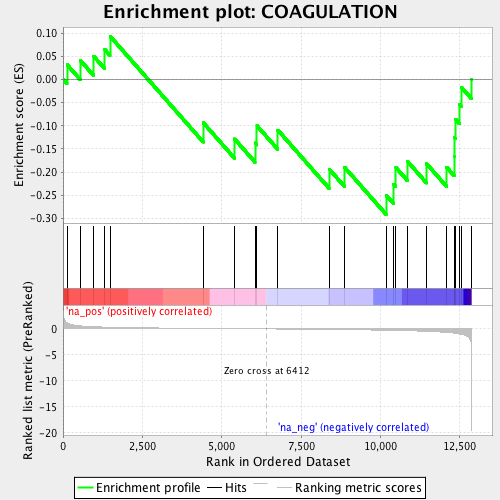 Enrichment plot: COAGULATION
Enrichment score (ES)
0.10
0.05
0.00
-0.05
-0.10
-0.15
-0.20
-0.25
-0.30
'na_pos' (positively correlated)
Ranked list metric (PreRanked)
0
-5
-10
-15
-20
Zero cross at 6412
'na_neg' (negatively correlated)
0
2,500
5,000
7,500
10,000
12,500
Rank in Ordered Dataset
Enrichment profile
Hits
Ranking metric scores